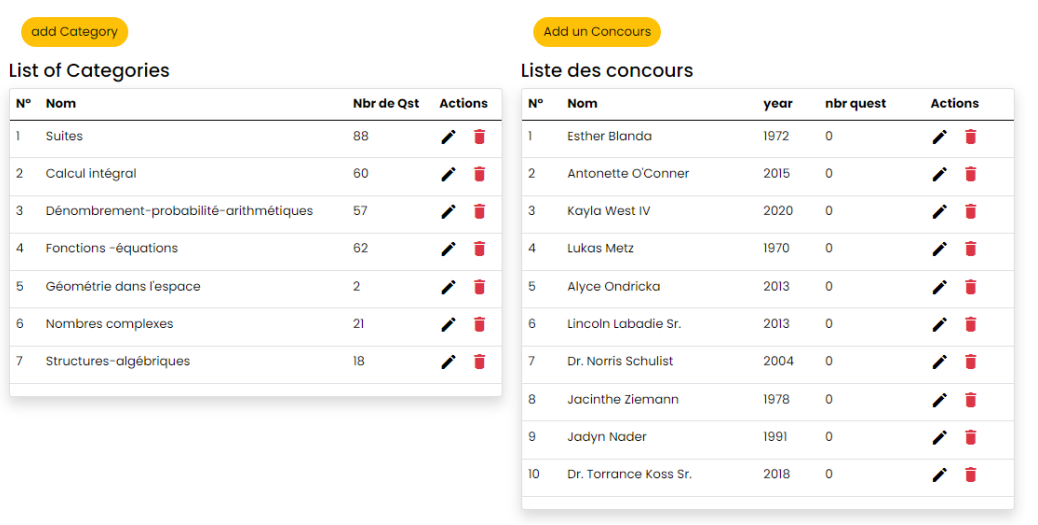 add Category
List of Categories
N° Nom Nbr de Qst Actions
1 Suites 88
2 Calcul intégral 60
3 Dénombrement-probabilité-arithmétiques 57
4 Fonctions -équations 62
5 Géométrie dans l'espace 2
6 Nombres complexes 21
7 Structures-algébriques 18
Add un Concours
Liste des concours
N° Nom year nbr quest Actions
1 Esther Blanda 1972 0
2 Antonette O'Conner 2015 0
3 Kayla West IV 2020 0
4 Lukas Metz 1970 0
5 Alyce Ondricka 2013 0
6 Lincoln Labadie Sr. 2013 0
7 Dr. Norris Schulist 2004 0
8 Jacinthe Ziemann 1978 0
9 Jadyn Nader 1991 0
10 Dr. Torrance Koss Sr. 2018 0